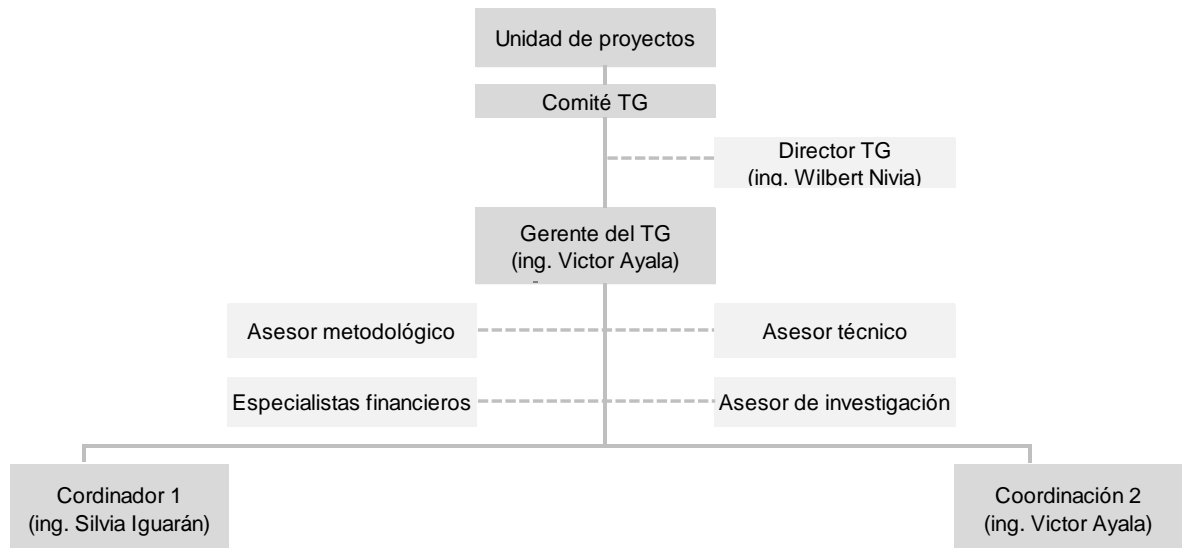 Unidad de proyectos
Comité TG
Director TG
(ing. Wilbert Nivia)
Gerente del TG
(ing. Victor Ayala)
Asesor metodológico
Asesor técnico
Especialistas financieros
Asesor de investigación
Cordinador 1
(ing. Silvia Iguarán)
Coordinación 2
(ing. Victor Ayala)